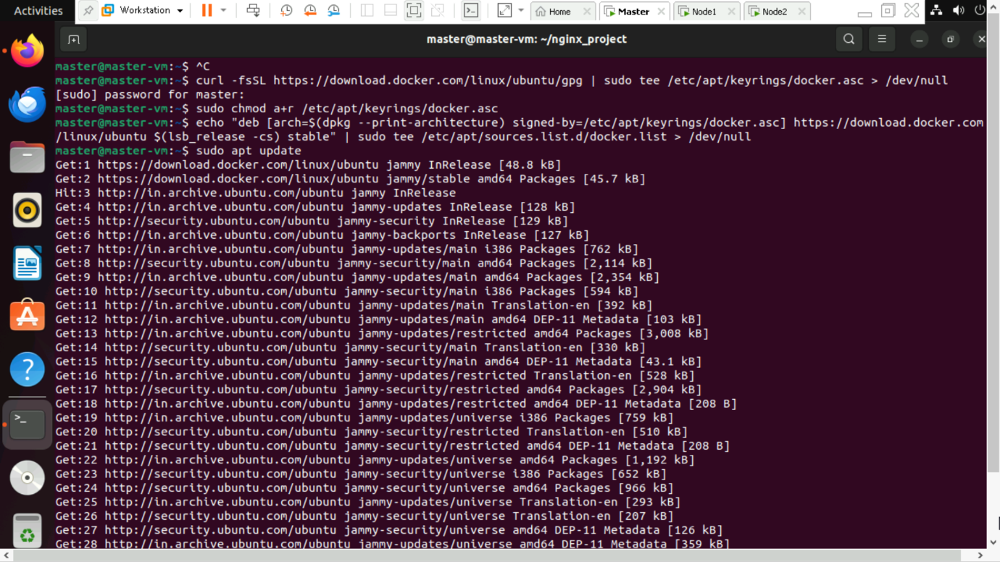 Activities
Workstation
Home
Master
Node1
Node2
master@master-vm: ~/nginx_project
master@master-vm:~$ ^C
master@master-vm:~$ curl -fsSL https://download.docker.com/linux/ubuntu/gpg | sudo tee /etc/apt/keyrings/docker.asc > /dev/null
[sudo] password for master:
master@master-vm:~$ sudo chmod a+r /etc/apt/keyrings/docker.asc
master@master-vm:~$ echo "deb [arch=$(dpkg --print-architecture) signed-by=/etc/apt/keyrings/docker.asc] https://download.docker.com
/linux/ubuntu $(lsb_release -cs) stable" | sudo tee /etc/apt/sources.list.d/docker.list > /dev/null
master@master-vm:~$ sudo apt update
Get:1 https://download.docker.com/linux/ubuntu jammy InRelease [48.8 kB]
Get:2 https://download.docker.com/linux/ubuntu jammy/stable amd64 Packages [45.7 kB]
Hit:3 http://in.archive.ubuntu.com/ubuntu jammy InRelease
Get:4 http://in.archive.ubuntu.com/ubuntu jammy-updates InRelease [128 kB]
Get:5 http://security.ubuntu.com/ubuntu jammy-security InRelease [129 kB]
Get:6 http://in.archive.ubuntu.com/ubuntu jammy-backports InRelease [127 kB]
Get:7 http://in.archive.ubuntu.com/ubuntu jammy-updates/main i386 Packages [762 kB]
Get:8 http://security.ubuntu.com/ubuntu jammy-security/main amd64 Packages [2,114 kB]
Get:9 http://in.archive.ubuntu.com/ubuntu jammy-updates/main amd64 Packages [2,354 kB]
Get:10 http://security.ubuntu.com/ubuntu jammy-security/main i386 Packages [594 kB]
Get:11 http://in.archive.ubuntu.com/ubuntu jammy-updates/main Translation-en [392 kB]
Get:12 http://in.archive.ubuntu.com/ubuntu jammy-updates/main amd64 DEP-11 Metadata [103 kB]
Get:13 http://in.archive.ubuntu.com/ubuntu jammy-updates/restricted amd64 Packages [3,008 kB]
Get:14 http://security.ubuntu.com/ubuntu jammy-security/main Translation-en [330 kB]
Get:15 http://security.ubuntu.com/ubuntu jammy-security/main amd64 DEP-11 Metadata [43.1 kB]
Get:16 http://in.archive.ubuntu.com/ubuntu jammy-updates/restricted Translation-en [528 kB]
Get:17 http://security.ubuntu.com/ubuntu jammy-security/restricted amd64 Packages [2,904 kB]
Get:18 http://in.archive.ubuntu.com/ubuntu jammy-updates/restricted amd64 DEP-11 Metadata [208 B]
Get:19 http://in.archive.ubuntu.com/ubuntu jammy-updates/universe i386 Packages [759 kB]
Get:20 http://security.ubuntu.com/ubuntu jammy-security/restricted Translation-en [510 kB]
Get:21 http://security.ubuntu.com/ubuntu jammy-security/restricted amd64 DEP-11 Metadata [208 B]
Get:22 http://in.archive.ubuntu.com/ubuntu jammy-updates/universe amd64 Packages [1,192 kB]
Get:23 http://security.ubuntu.com/ubuntu jammy-security/universe i386 Packages [652 kB]
Get:24 http://security.ubuntu.com/ubuntu jammy-security/universe amd64 Packages [966 kB]
Get:25 http://in.archive.ubuntu.com/ubuntu jammy-updates/universe Translation-en [293 kB]
Get:26 http://security.ubuntu.com/ubuntu jammy-security/universe Translation-en [207 kB]
Get:27 http://security.ubuntu.com/ubuntu jammy-security/universe amd64 DEP-11 Metadata [126 kB]
Get:28 http://in.archive.ubuntu.com/ubuntu jammy-updates/universe amd64 DEP-11 Metadata [359 kB]